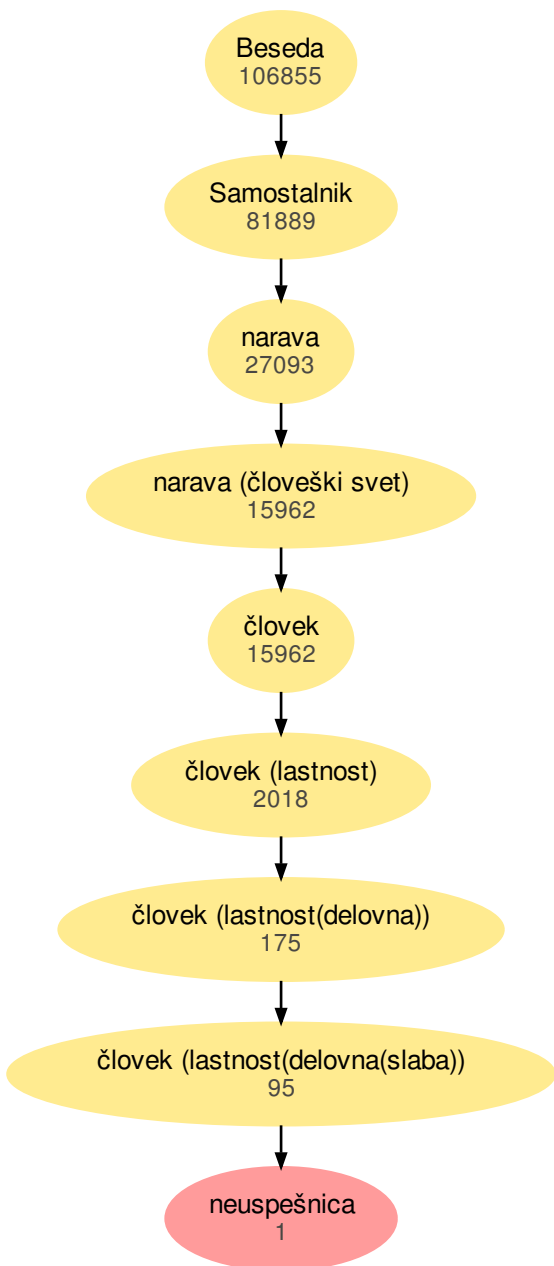 Beseda
106855
Samostalnik
81889
narava
27093
narava (človeški svet)
15962
človek
15962
človek (lastnost)
2018
človek (lastnost(delovna))
175
človek (lastnost(delovna(slaba))
95
neuspešnica
1